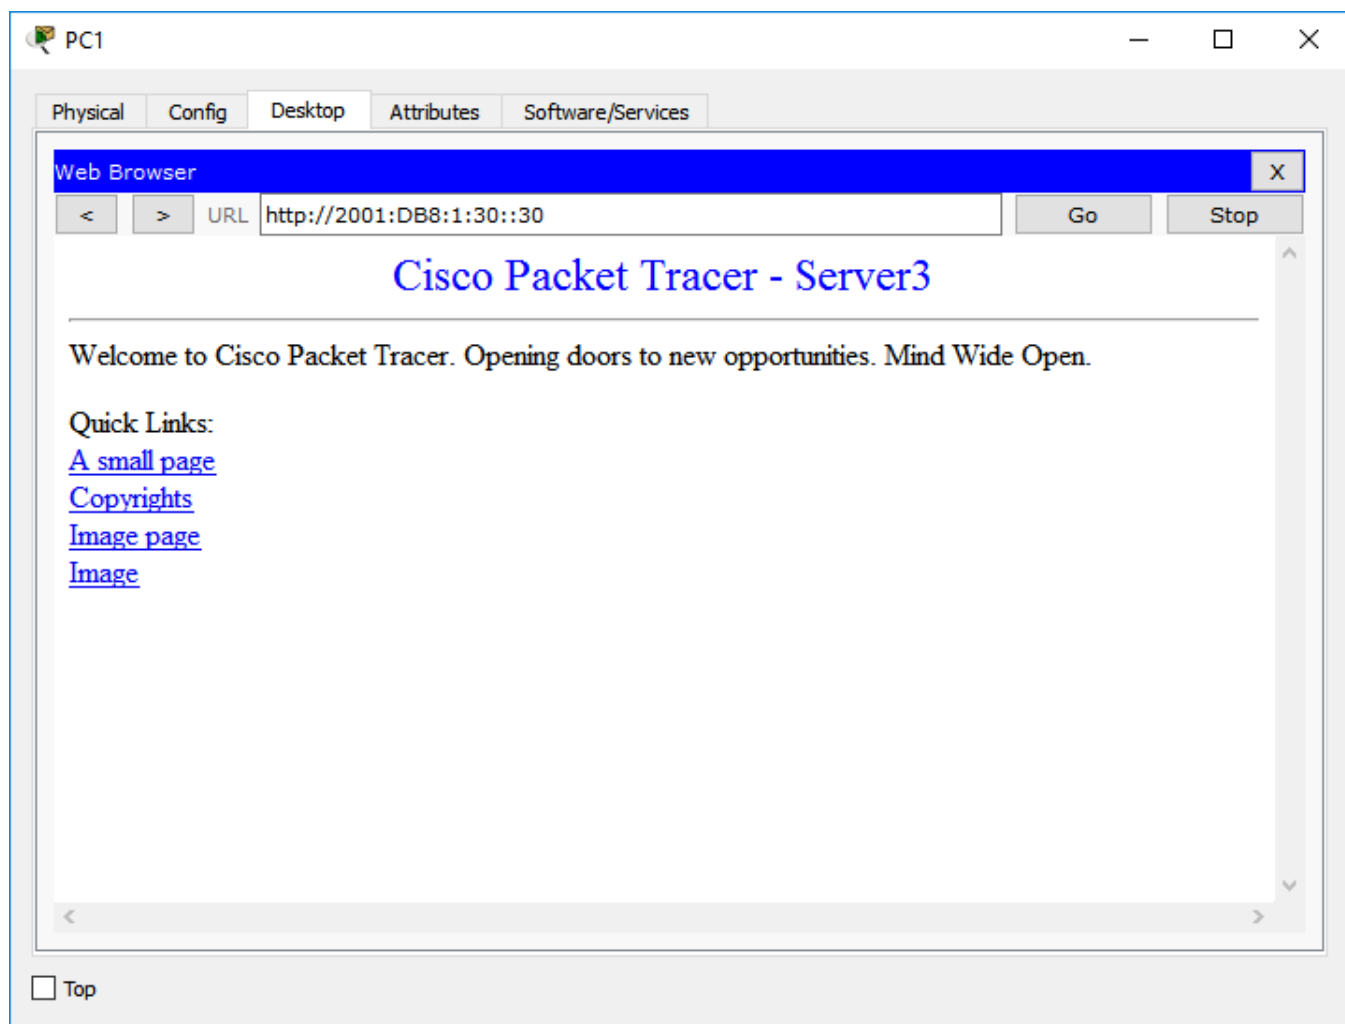 PC1
Physical Config Desktop Attributes Software/Services
Web Browser X
< > URL http://2001:DB8:1:30::30 Go Stop
Cisco Packet Tracer - Server3
Welcome to Cisco Packet Tracer. Opening doors to new opportunities. Mind Wide Open.
Quick Links:
A small page
Copyrights
Image page
Image
Top